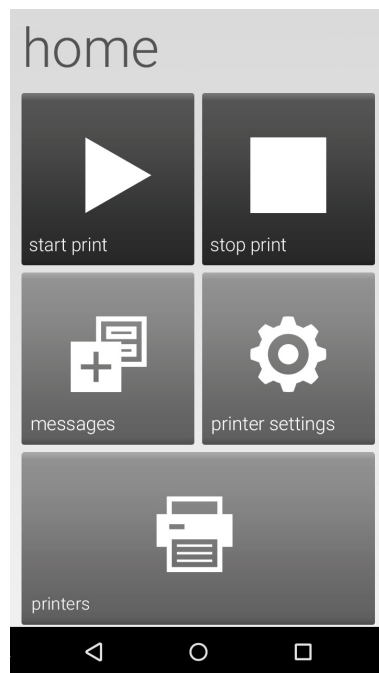 home
start print
stop print
messages
printer settings
printers